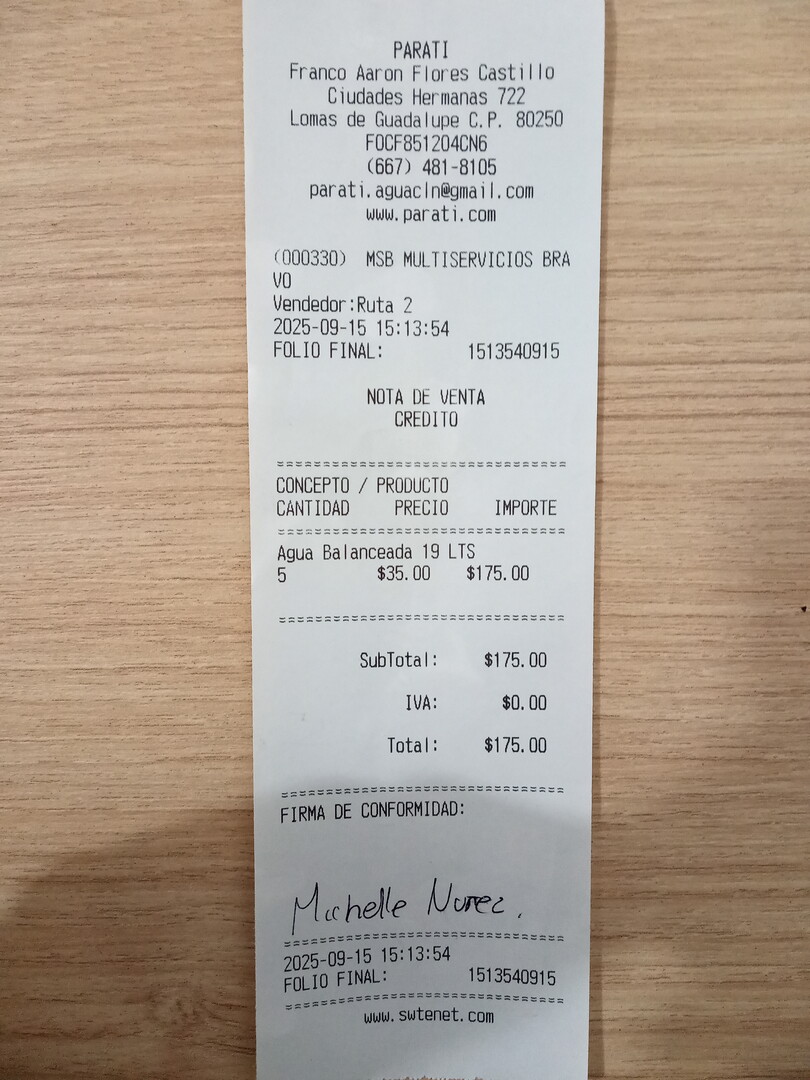 PARATI
Franco Aaron Flores Castillo
Ciudades Hermanas 722
Lomas de Guadalupe C.P. 80250
FOCF851204CN6
(667) 481-8105
parati.aguacln@gmail.com
www.parati.com
(000330) MSB MULTISERVICIOS BRA
VO
Vendedor:Ruta 2
2025-09-15 15:13:54
FOLIO FINAL: 1513540915
NOTA DE VENTA
CREDITO
CONCEPTO / PRODUCTO
CANTIDAD PRECIO IMPORTE
Agua Balanceada 19 LTS
5 $35.00 $175.00
SubTotal: $175.00
IVA: $0.00
Total: $175.00
FIRMA DE CONFORMIDAD:
Michelle Nunez.
2025-09-15 15:13:54
FOLIO FINAL: 1513540915
www.swtenet.com